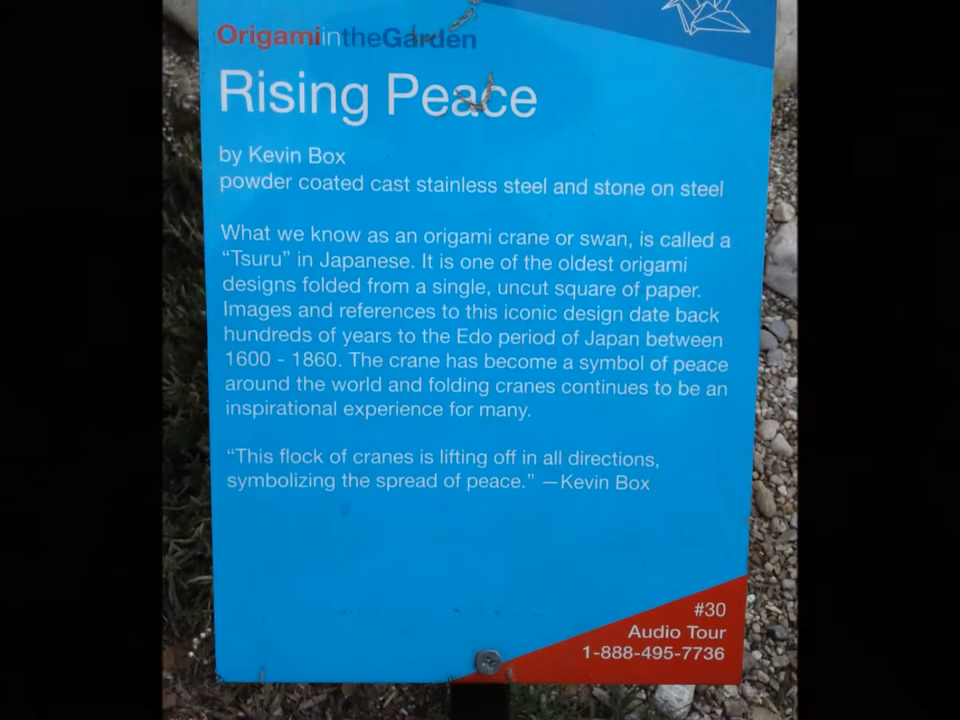 OrigamiintheGarden
Rising Peace
by Kevin Box
powder coated cast stainless steel and stone on steel
What we know as an origami crane or swan, is called a
“Tsuru” in Japanese. It is one of the oldest origami
designs folded from a single, uncut square of paper.
Images and references to this iconic design date back
hundreds of years to the Edo period of Japan between
1600 - 1860. The crane has become a symbol of peace
around the world and folding cranes continues to be an
inspirational experience for many.
“This flock of cranes is lifting off in all directions,
symbolizing the spread of peace.” —Kevin Box
#30
Audio Tour
1-888-495-7736